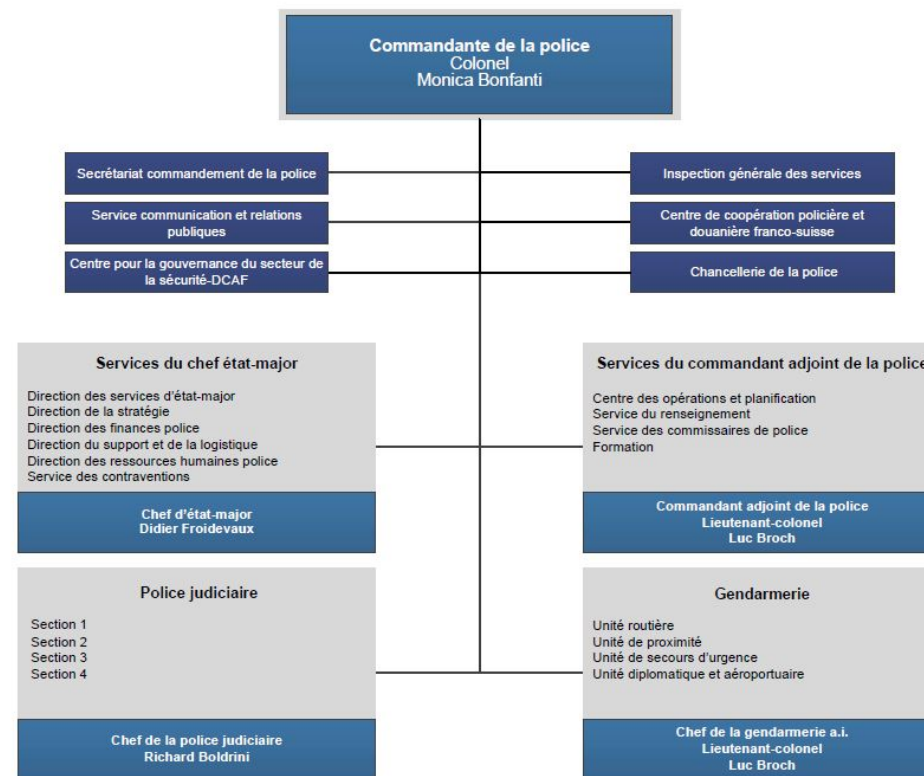 Commandante de la police
Colonel
Monica Bonfanti
Secrétariat commandement de la police
Inspection générale des services
Service communication et relations
publiques
Centre de coopération policière et
douanière franco-suisse
Centre pour la gouvernance du secteur de
la sécurité-DCAF
Chancellerie de la police
Services du chef état-major
Direction des services d'état-major
Direction de la stratégie
Direction des finances police
Direction du support et de la logistique
Direction des ressources humaines police
Service des contraventions
Chef d'état-major
Didier Froidevaux
Services du commandant adjoint de la police
Centre des opérations et planification
Service du renseignement
Service des commissaires de police
Formation
Commandant adjoint de la police
Lieutenant-colonel
Luc Broch
Police judiciaire
Section 1
Section 2
Section 3
Section 4
Chef de la police judiciaire
Richard Boldrini
Gendarmerie
Unité routière
Unité de proximité
Unité de secours d'urgence
Unité diplomatique et aéroportuaire
Chef de la gendarmerie a.i.
Lieutenant-colonel
Luc Broch